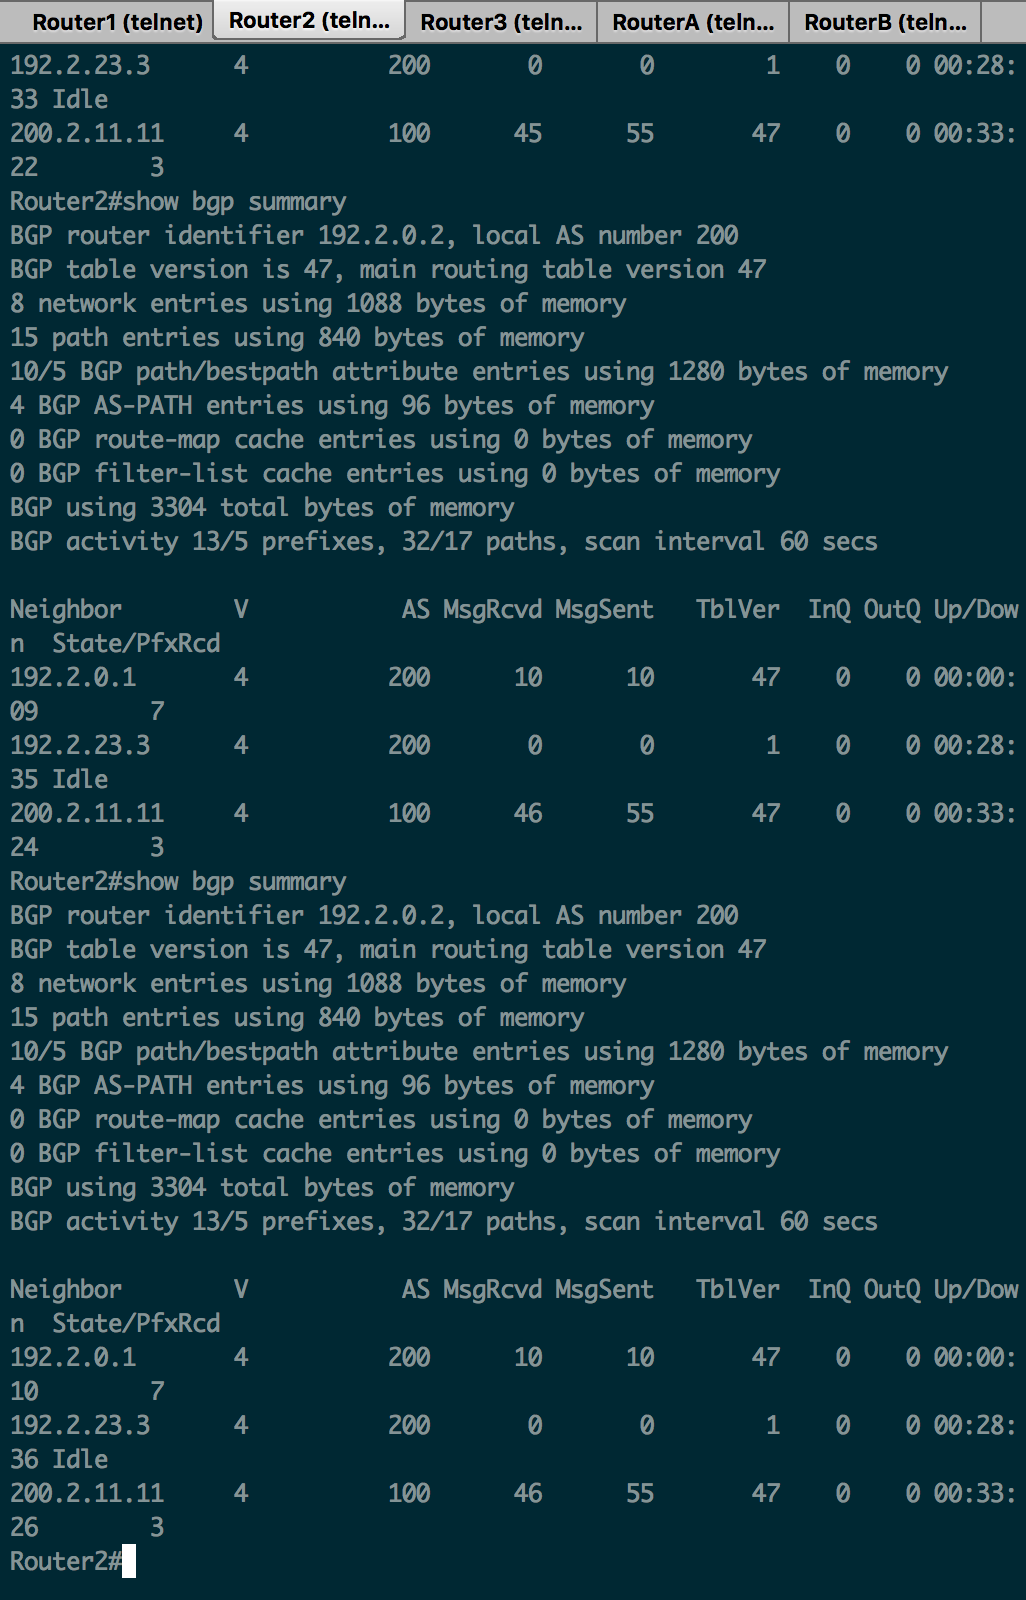 Router1 (telnet)
Router2 (teln...
Router3 (teln...
RouterA (teln...
RouterB (teln...
192.2.23.3      4          200       0       0        1    0    0 00:28:
33 Idle
200.2.11.11     4          100      45      55       47    0    0 00:33:
22        3
Router2#show bgp summary
BGP router identifier 192.2.0.2, local AS number 200
BGP table version is 47, main routing table version 47
8 network entries using 1088 bytes of memory
15 path entries using 840 bytes of memory
10/5 BGP path/bestpath attribute entries using 1280 bytes of memory
4 BGP AS-PATH entries using 96 bytes of memory
0 BGP route-map cache entries using 0 bytes of memory
0 BGP filter-list cache entries using 0 bytes of memory
BGP using 3304 total bytes of memory
BGP activity 13/5 prefixes, 32/17 paths, scan interval 60 secs
Neighbor        V           AS MsgRcvd MsgSent   TblVer  InQ OutQ Up/Dow
n  State/PfxRcd
192.2.0.1       4          200      10      10       47    0    0 00:00:
09        7
192.2.23.3      4          200       0       0        1    0    0 00:28:
35 Idle
200.2.11.11     4          100      46      55       47    0    0 00:33:
24        3
Router2#show bgp summary
BGP router identifier 192.2.0.2, local AS number 200
BGP table version is 47, main routing table version 47
8 network entries using 1088 bytes of memory
15 path entries using 840 bytes of memory
10/5 BGP path/bestpath attribute entries using 1280 bytes of memory
4 BGP AS-PATH entries using 96 bytes of memory
0 BGP route-map cache entries using 0 bytes of memory
0 BGP filter-list cache entries using 0 bytes of memory
BGP using 3304 total bytes of memory
BGP activity 13/5 prefixes, 32/17 paths, scan interval 60 secs
Neighbor        V           AS MsgRcvd MsgSent   TblVer  InQ OutQ Up/Dow
n  State/PfxRcd
192.2.0.1       4          200      10      10       47    0    0 00:00:
10        7
192.2.23.3      4          200       0       0        1    0    0 00:28:
36 Idle
200.2.11.11     4          100      46      55       47    0    0 00:33:
26        3
Router2#